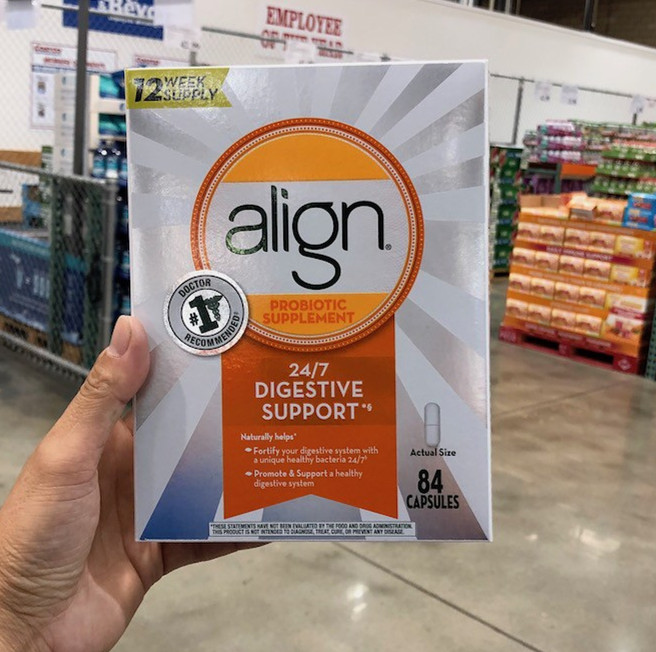 EMPLOYEE
OF THE YEAR
12 WEEK
SUPPLY
align®
PROBIOTIC
SUPPLEMENT
DOCTOR
#1
RECOMMENDED
24/7
DIGESTIVE
SUPPORT*§
Naturally helps*
Fortify your digestive system with
a unique healthy bacteria 24/7§
Promote & Support a healthy
digestive system
Actual Size
84
CAPSULES
*THESE STATEMENTS HAVE NOT BEEN EVALUATED BY THE FOOD AND DRUG ADMINISTRATION.
THIS PRODUCT IS NOT INTENDED TO DIAGNOSE, TREAT, CURE, OR PREVENT ANY DISEASE.